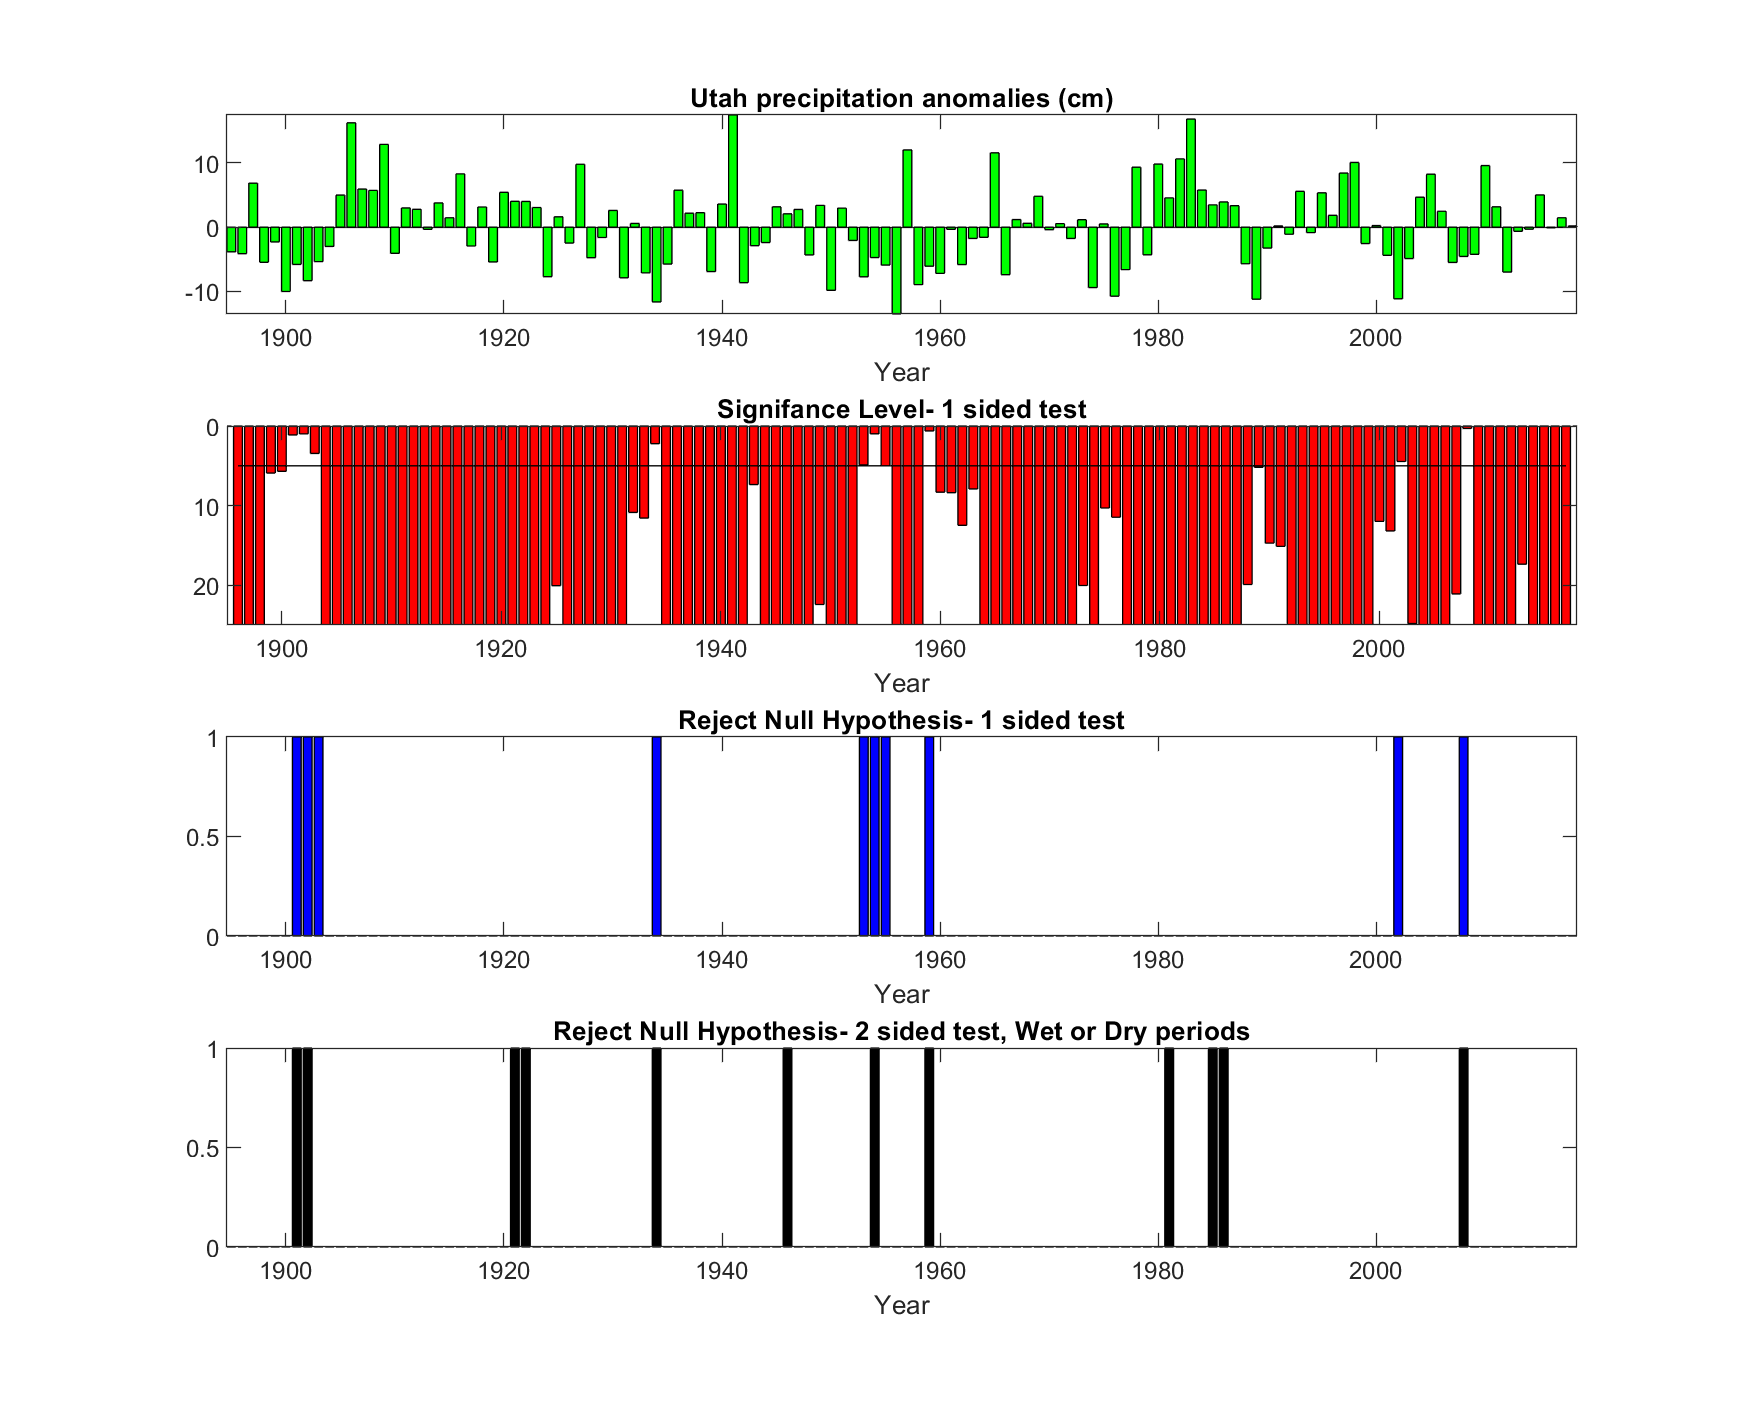 Utah precipitation anomalies (cm)
10
0
-10
1900 1920 1940 1960 1980 2000
Year
Signifance Level- 1 sided test
0
10
20
1900 1920 1940 1960 1980 2000
Year
Reject Null Hypothesis- 1 sided test
1
0.5
0
1900 1920 1940 1960 1980 2000
Year
Reject Null Hypothesis- 2 sided test, Wet or Dry periods
1
0.5
0
1900 1920 1940 1960 1980 2000
Year